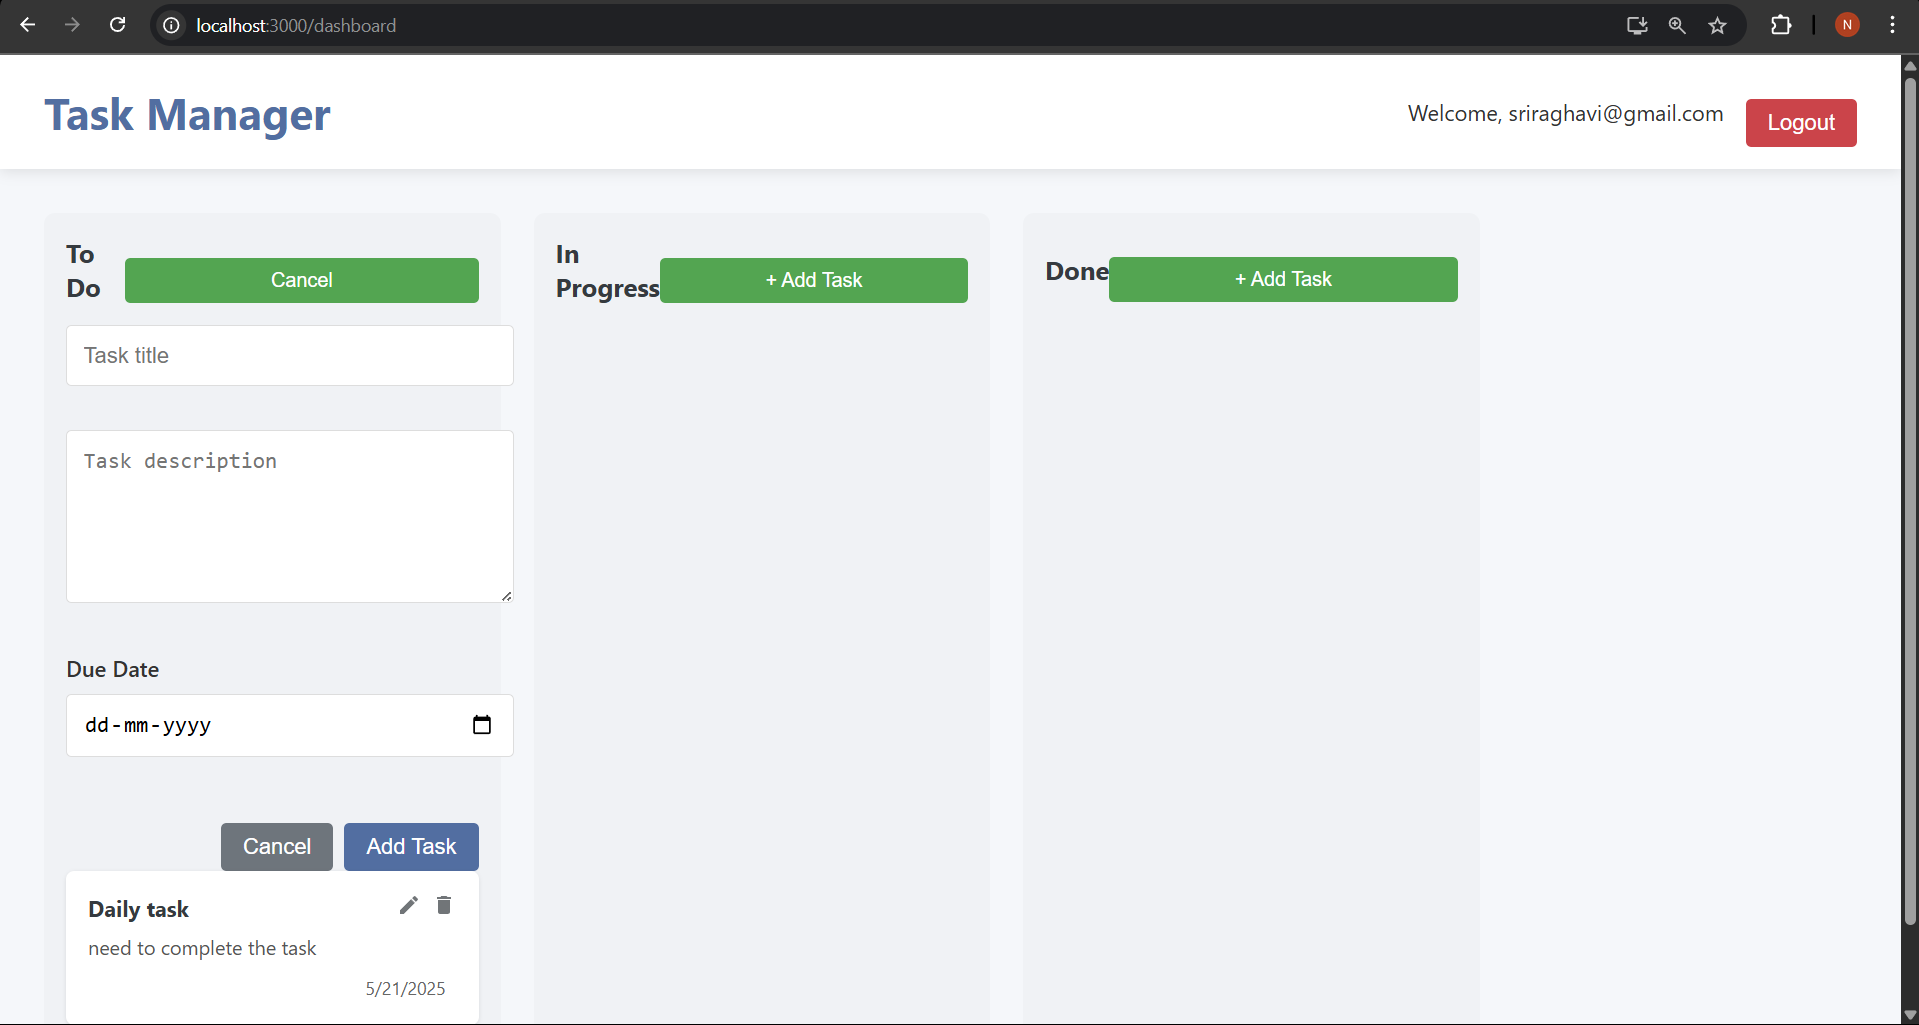 localhost:3000/dashboard
N
Task Manager
Welcome, sriraghavi@gmail.com
Logout
To
Do
Cancel
In
Progress
+ Add Task
Done
+ Add Task
Task title
Task description
Due Date
dd-mm-yyyy
Cancel
Add Task
Daily task
need to complete the task
5/21/2025